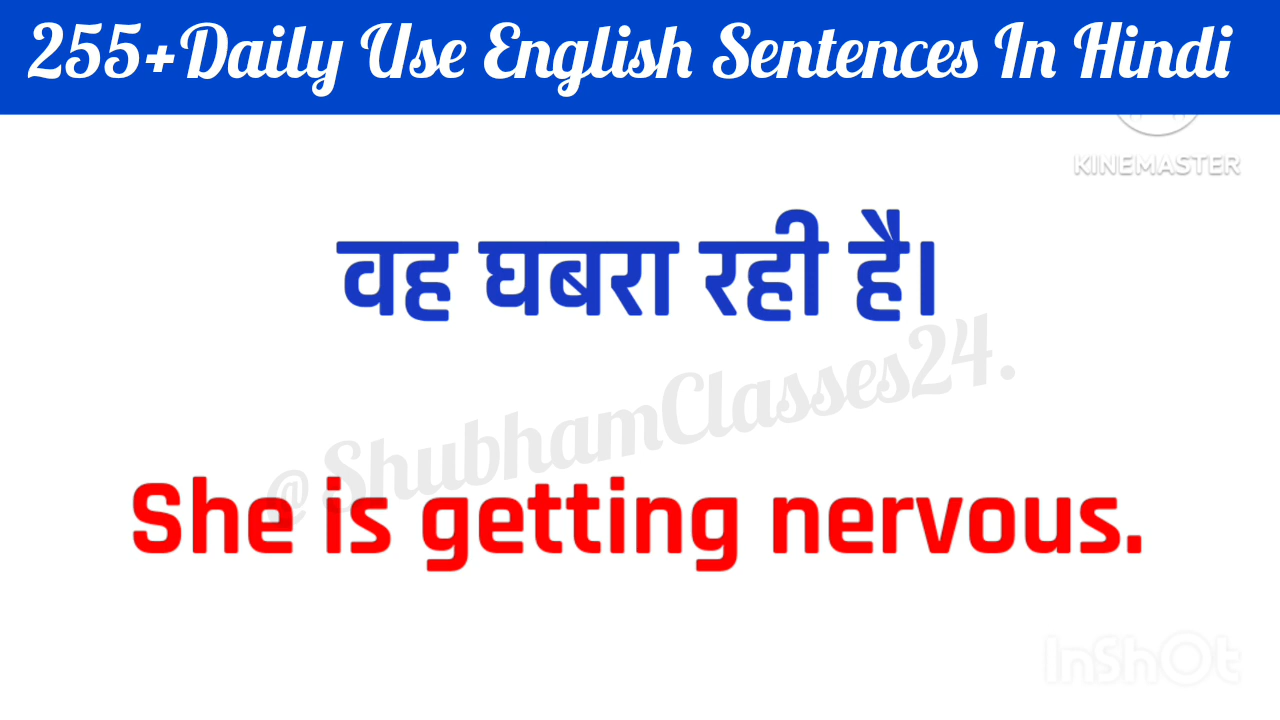 255+Daily Use English Sentences In Hindi
KINEMASTER
वह घबरा रही है।
@ShubhamClasses24.
She is getting nervous.
InShOt